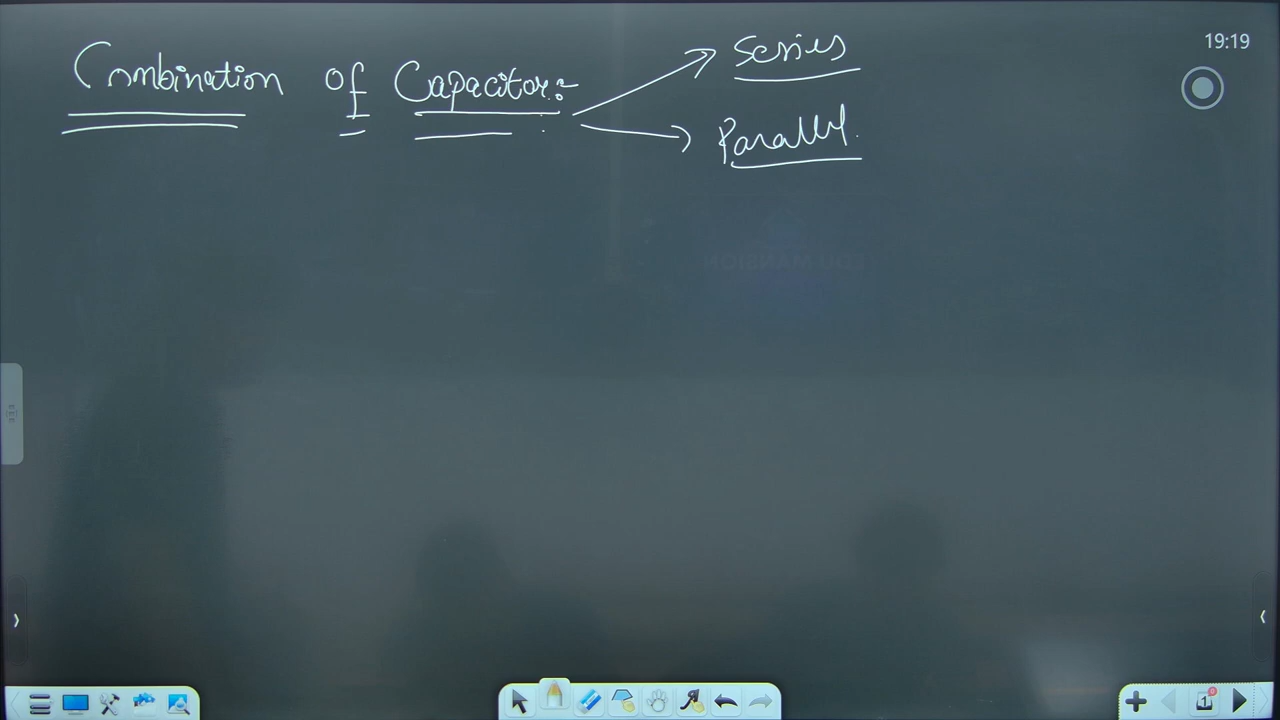 Combination of Capacitor:-
Series
Parallel.
19:19